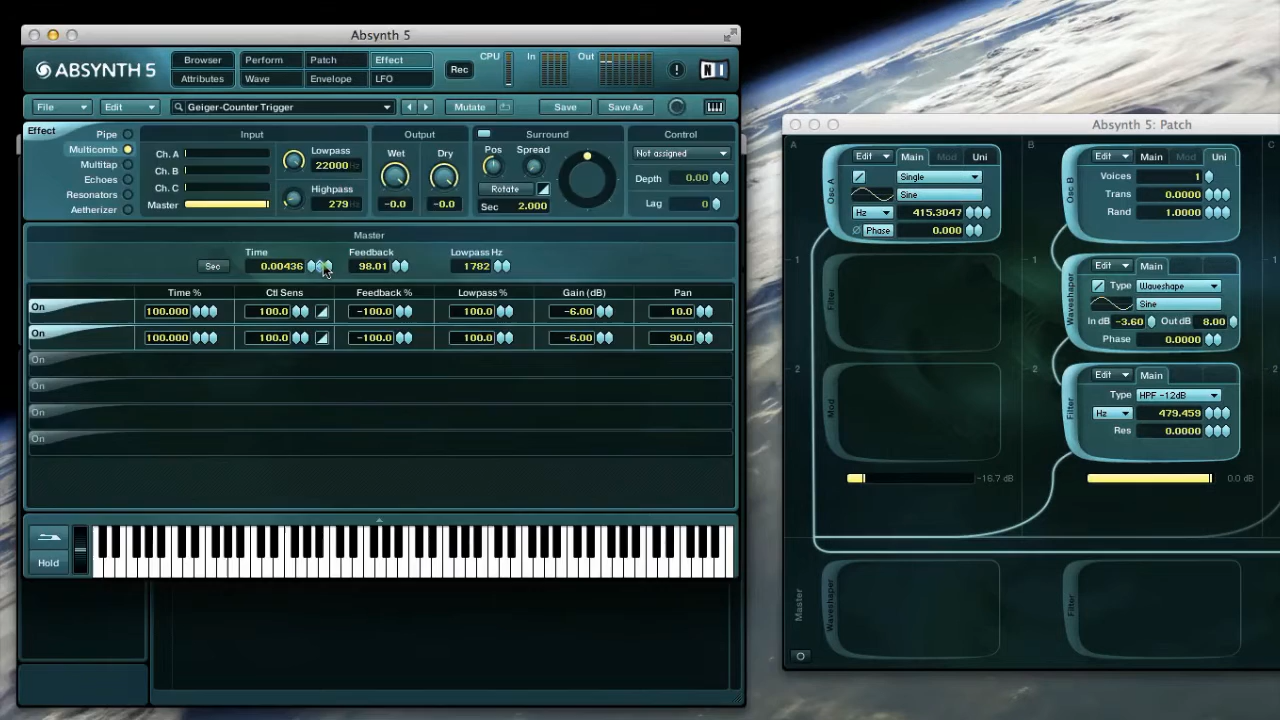 Absynth 5
ABSYNTH 5
Browser Perform Patch Effect
Attributes Wave Envelope LFO
Rec CPU In Out ! NI
File Edit Geiger-Counter Trigger Mutate Save Save As
Effect
Pipe
Multicomb
Multitap
Echoes
Resonators
Aetherizer
Input
Ch. A
Ch. B
Ch. C
Master
Lowpass
22000 Hz
Highpass
279 Hz
Output
Wet Dry
-0.0 -0.0
Surround
Pos Spread
Rotate
Sec 2.000
Control
Not assigned
Depth 0.00
Lag 0
Master
Time Feedback Lowpass Hz
Sec 0.00436 98.01 1782
Time % Ctl Sens Feedback % Lowpass % Gain (dB) Pan
On 100.000 100.0 -100.0 100.0 -6.00 10.0
On 100.000 100.0 -100.0 100.0 -6.00 90.0
On
On
On
On
Hold
Absynth 5: Patch
A B C
Osc A
Edit Main Mod Uni
Single
Sine
Hz 415.3047
Ø Phase 0.000
Osc B
Edit Main Mod Uni
Voices 1
Trans 0.0000
Rand 1.0000
1 1 1
Filter
Waveshaper
Edit Main
Type Waveshape
Sine
In dB -3.60 Out dB 8.00
Phase 0.0000
2 2 2
Mod
Filter
Edit Main
Type HPF -12dB
Hz 479.459
Res 0.0000
-16.7 dB 0.0 dB
Master
Waveshaper
Filter